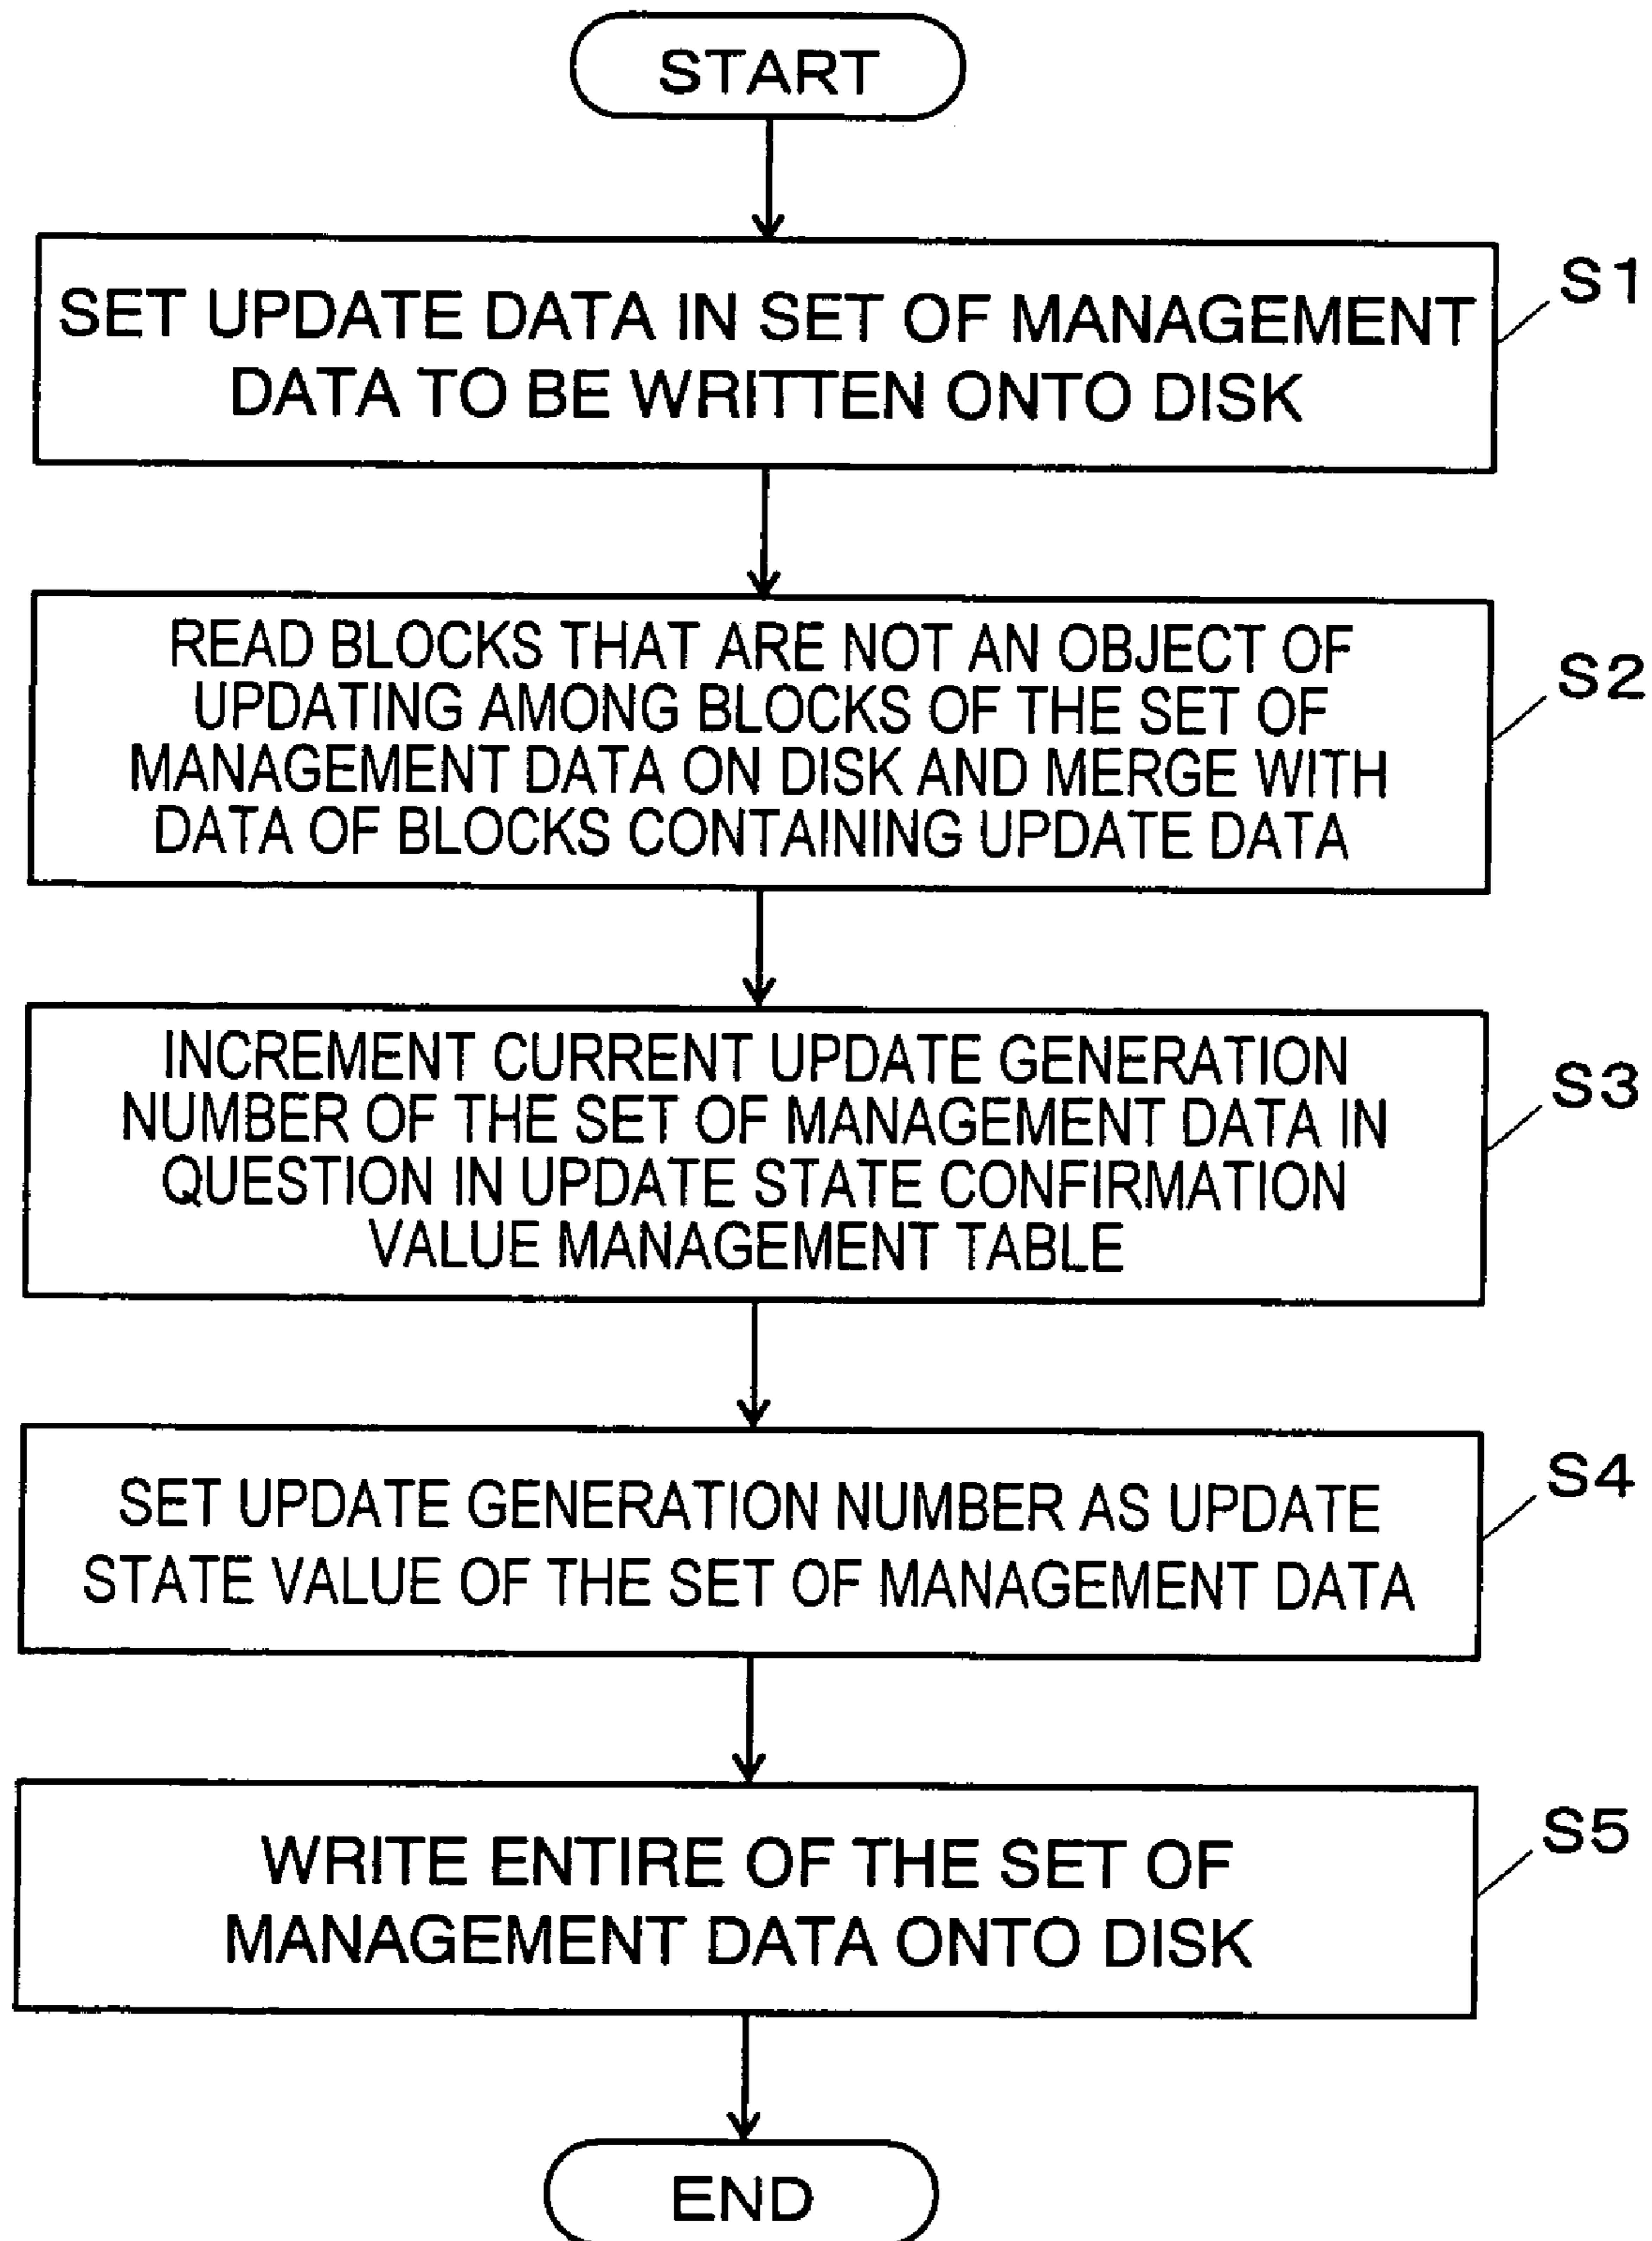 START
SET UPDATE DATA IN SET OF MANAGEMENT
DATA TO BE WRITTEN ONTO DISK
S1
READ BLOCKS THAT ARE NOT AN OBJECT OF
UPDATING AMONG BLOCKS OF THE SET OF
MANAGEMENT DATA ON DISK AND MERGE WITH
DATA OF BLOCKS CONTAINING UPDATE DATA
S2
INCREMENT CURRENT UPDATE GENERATION
NUMBER OF THE SET OF MANAGEMENT DATA IN
QUESTION IN UPDATE STATE CONFIRMATION
VALUE MANAGEMENT TABLE
S3
SET UPDATE GENERATION NUMBER AS UPDATE
STATE VALUE OF THE SET OF MANAGEMENT DATA
S4
WRITE ENTIRE OF THE SET OF
MANAGEMENT DATA ONTO DISK
S5
END